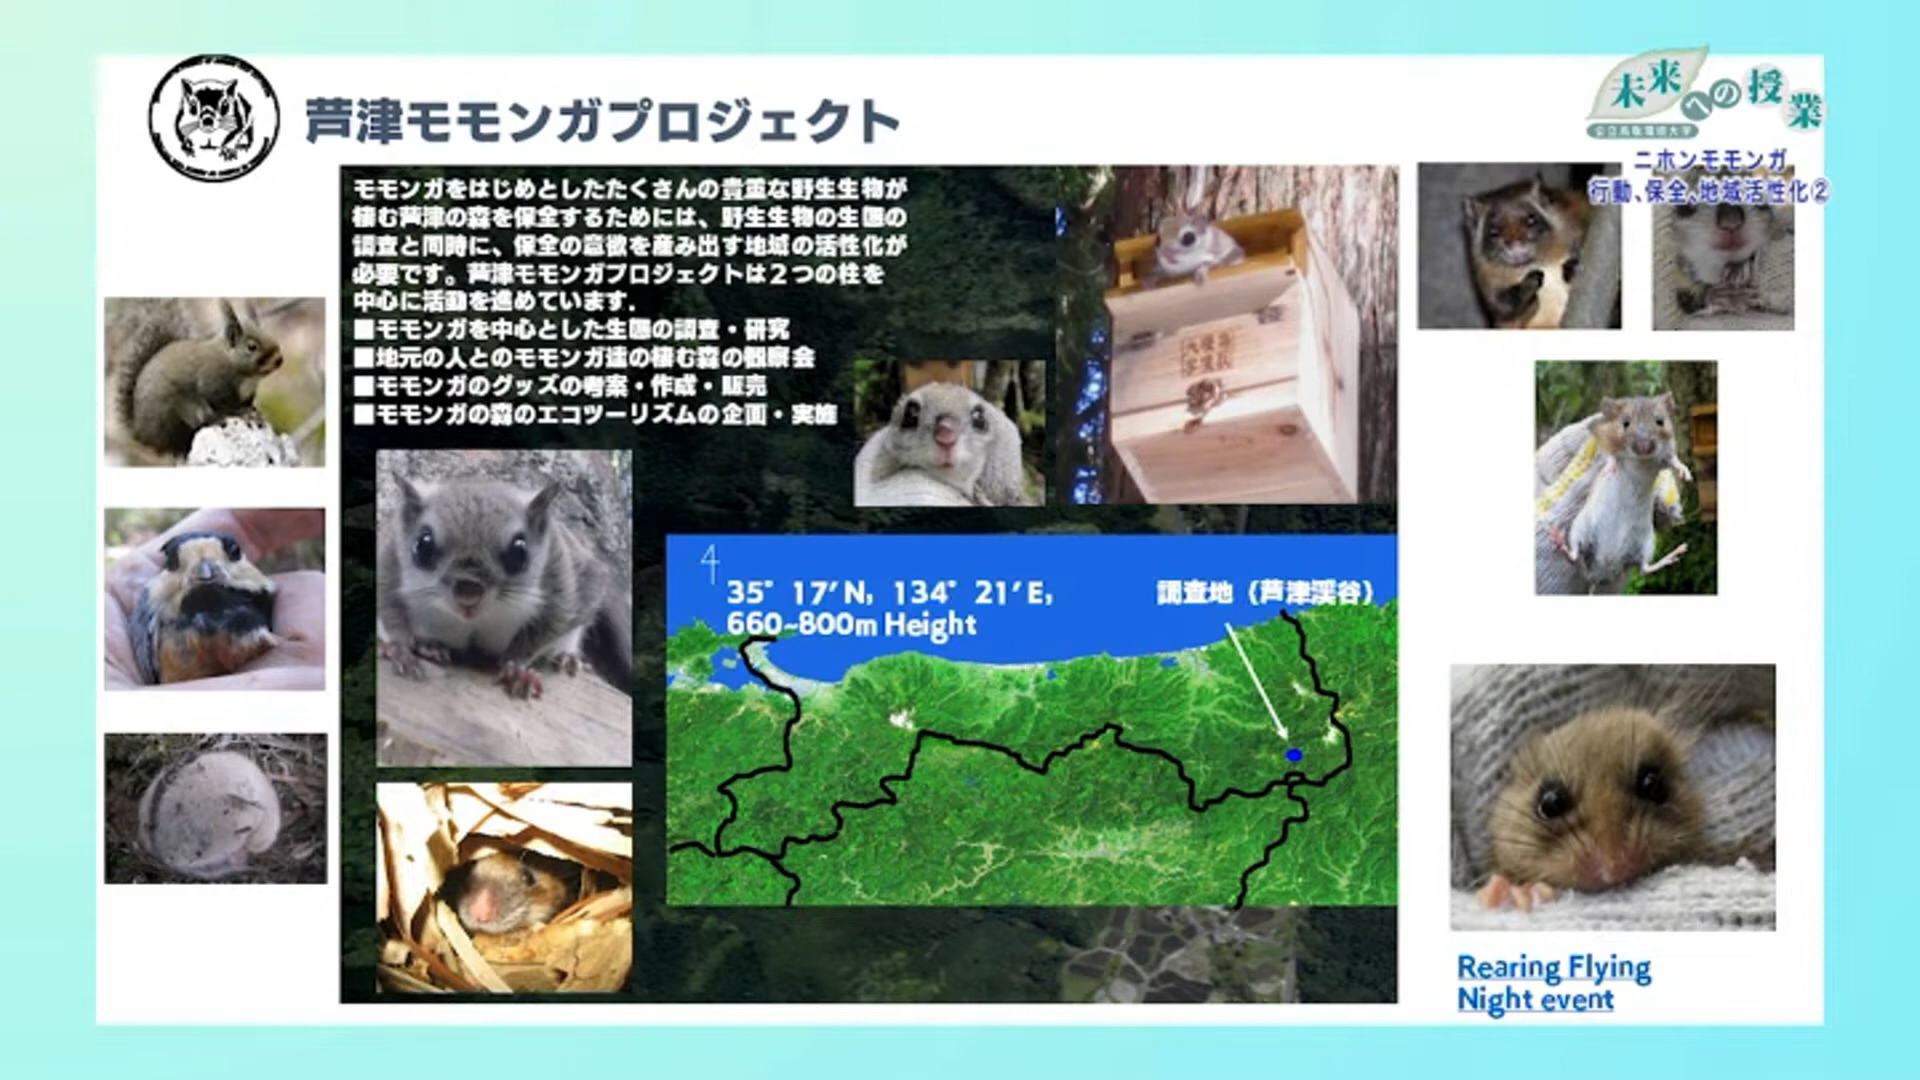 芦津モモンガプロジェクト
未来への授業
公立鳥取環境大学
ニホンモモンガ
行動、保全、地域活性化②
モモンガをはじめとしたたくさんの貴重な野生生物が
棲む芦津の森を保全するためには、野生生物の生態の
調査と同時に、保全の意欲を産み出す地域の活性化が
必要です。芦津モモンガプロジェクトは２つの柱を
中心に活動を進めています．
■モモンガを中心とした生態の調査・研究
■地元の人とのモモンガ達の棲む森の観察会
■モモンガのグッズの考案・作成・販売
■モモンガの森のエコツーリズムの企画・実施
35° 17′N, 134° 21′E,
660~800m Height
調査地（芦津渓谷）
Rearing Flying
Night event